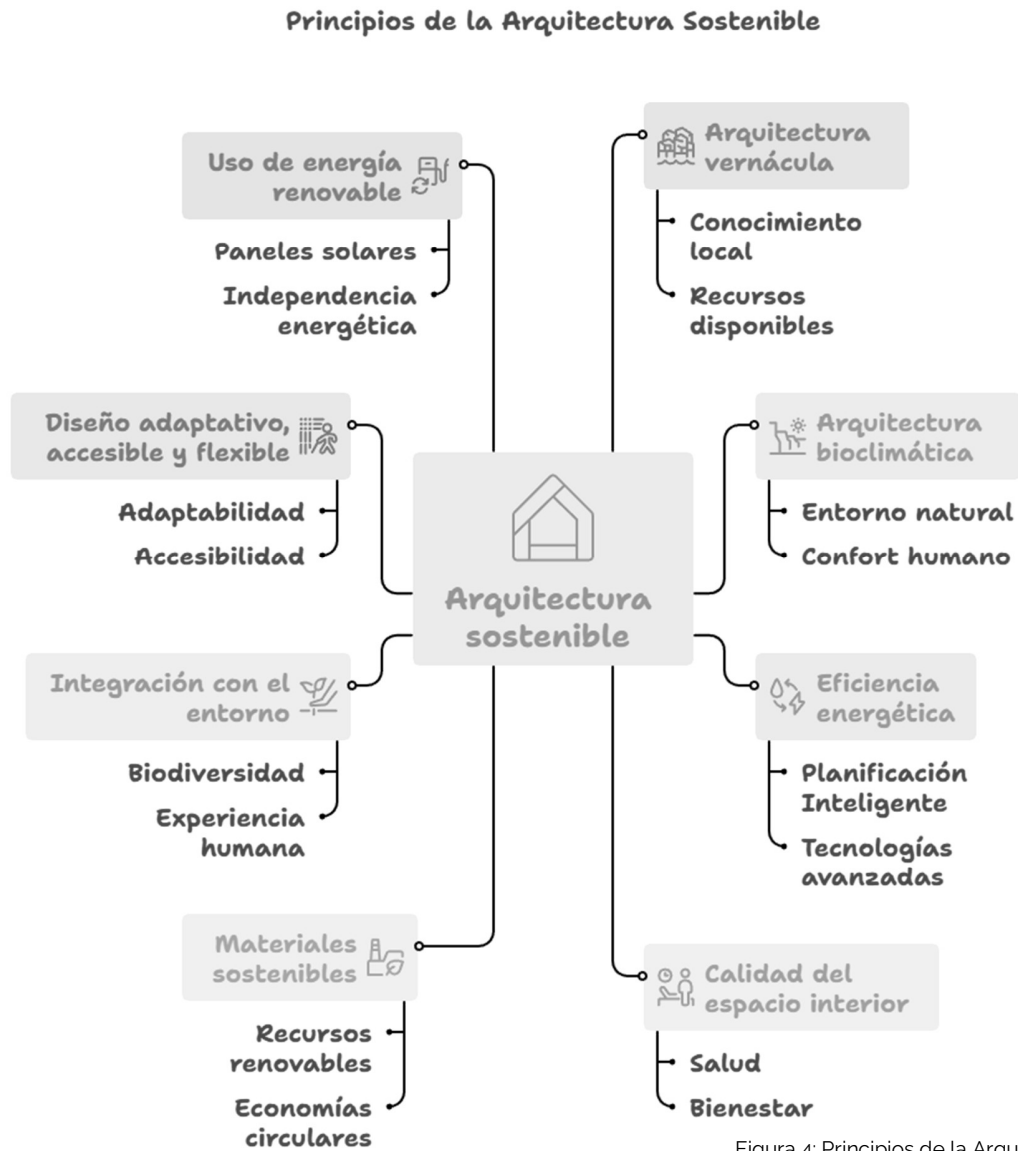 Principios de la Arquitectura Sostenible
Uso de energía
renovable
Paneles solares
Independencia
energética
Diseño adaptativo,
accesible y flexible
Adaptabilidad
Accesibilidad
Integración con el
entorno
Biodiversidad
Experiencia
humana
Materiales
sostenibles
Recursos
renovables
Economías
circulares
Arquitectura
sostenible
Arquitectura
vernácula
Conocimiento
local
Recursos
disponibles
Arquitectura
bioclimática
Entorno natural
Confort humano
Eficiencia
energética
Planificación
Inteligente
Tecnologías
avanzadas
Calidad del
espacio interior
Salud
Bienestar
Figura 4: Principios de la Arqu